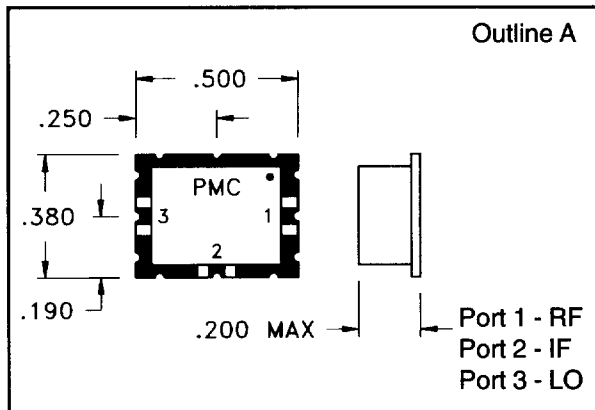 Outline A
.500
.250
PMC
.380
3
1
2
.190
.200 MAX
Port 1 - RF
Port 2 - IF
Port 3 - LO